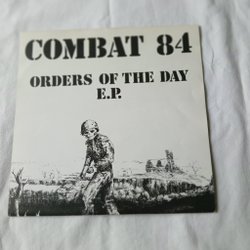 COMBAT 84
ORDERS OF THE DAY
E.P.